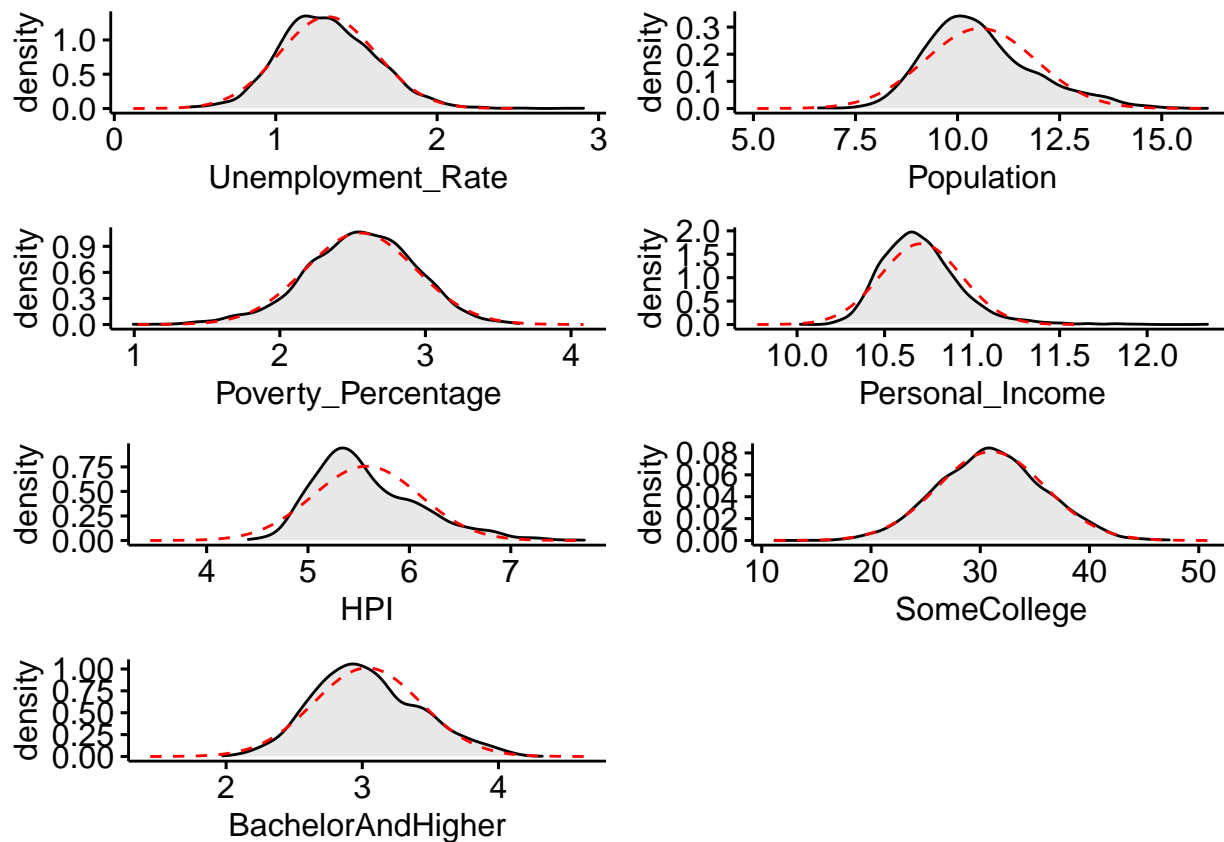 density
1.0
0.5
0.0
0 1 2 3
Unemployment_Rate
density
0.3
0.2
0.1
0.0
5.0 7.5 10.0 12.5 15.0
Population
density
0.9
0.6
0.3
0.0
1 2 3 4
Poverty_Percentage
density
2.0
1.5
1.0
0.5
0.0
10.0 10.5 11.0 11.5 12.0
Personal_Income
density
0.75
0.50
0.25
0.00
4 5 6 7
HPI
density
0.08
0.06
0.04
0.02
0.00
10 20 30 40 50
SomeCollege
density
1.00
0.75
0.50
0.25
0.00
2 3 4
BachelorAndHigher